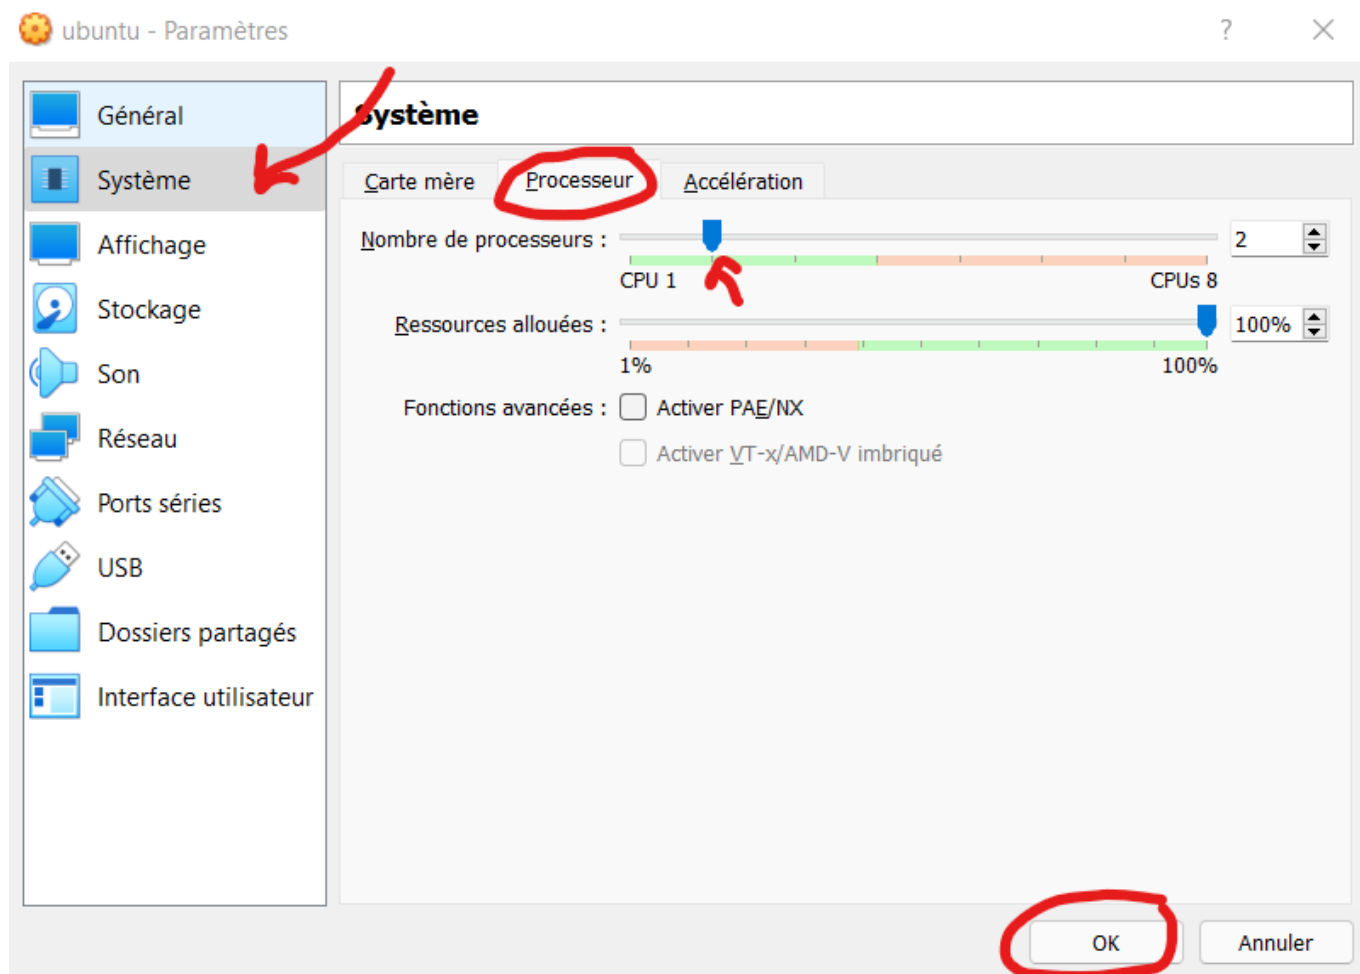 ubuntu - Paramètres
?
Général
Système
Affichage
Stockage
Son
Réseau
Ports séries
USB
Dossiers partagés
Interface utilisateur
Système
Carte mère Processeur Accélération
Nombre de processeurs : 2
CPU 1 CPUs 8
Ressources allouées : 100%
1% 100%
Fonctions avancées : Activer PAE/NX
Activer VT-x/AMD-V imbriqué
OK Annuler